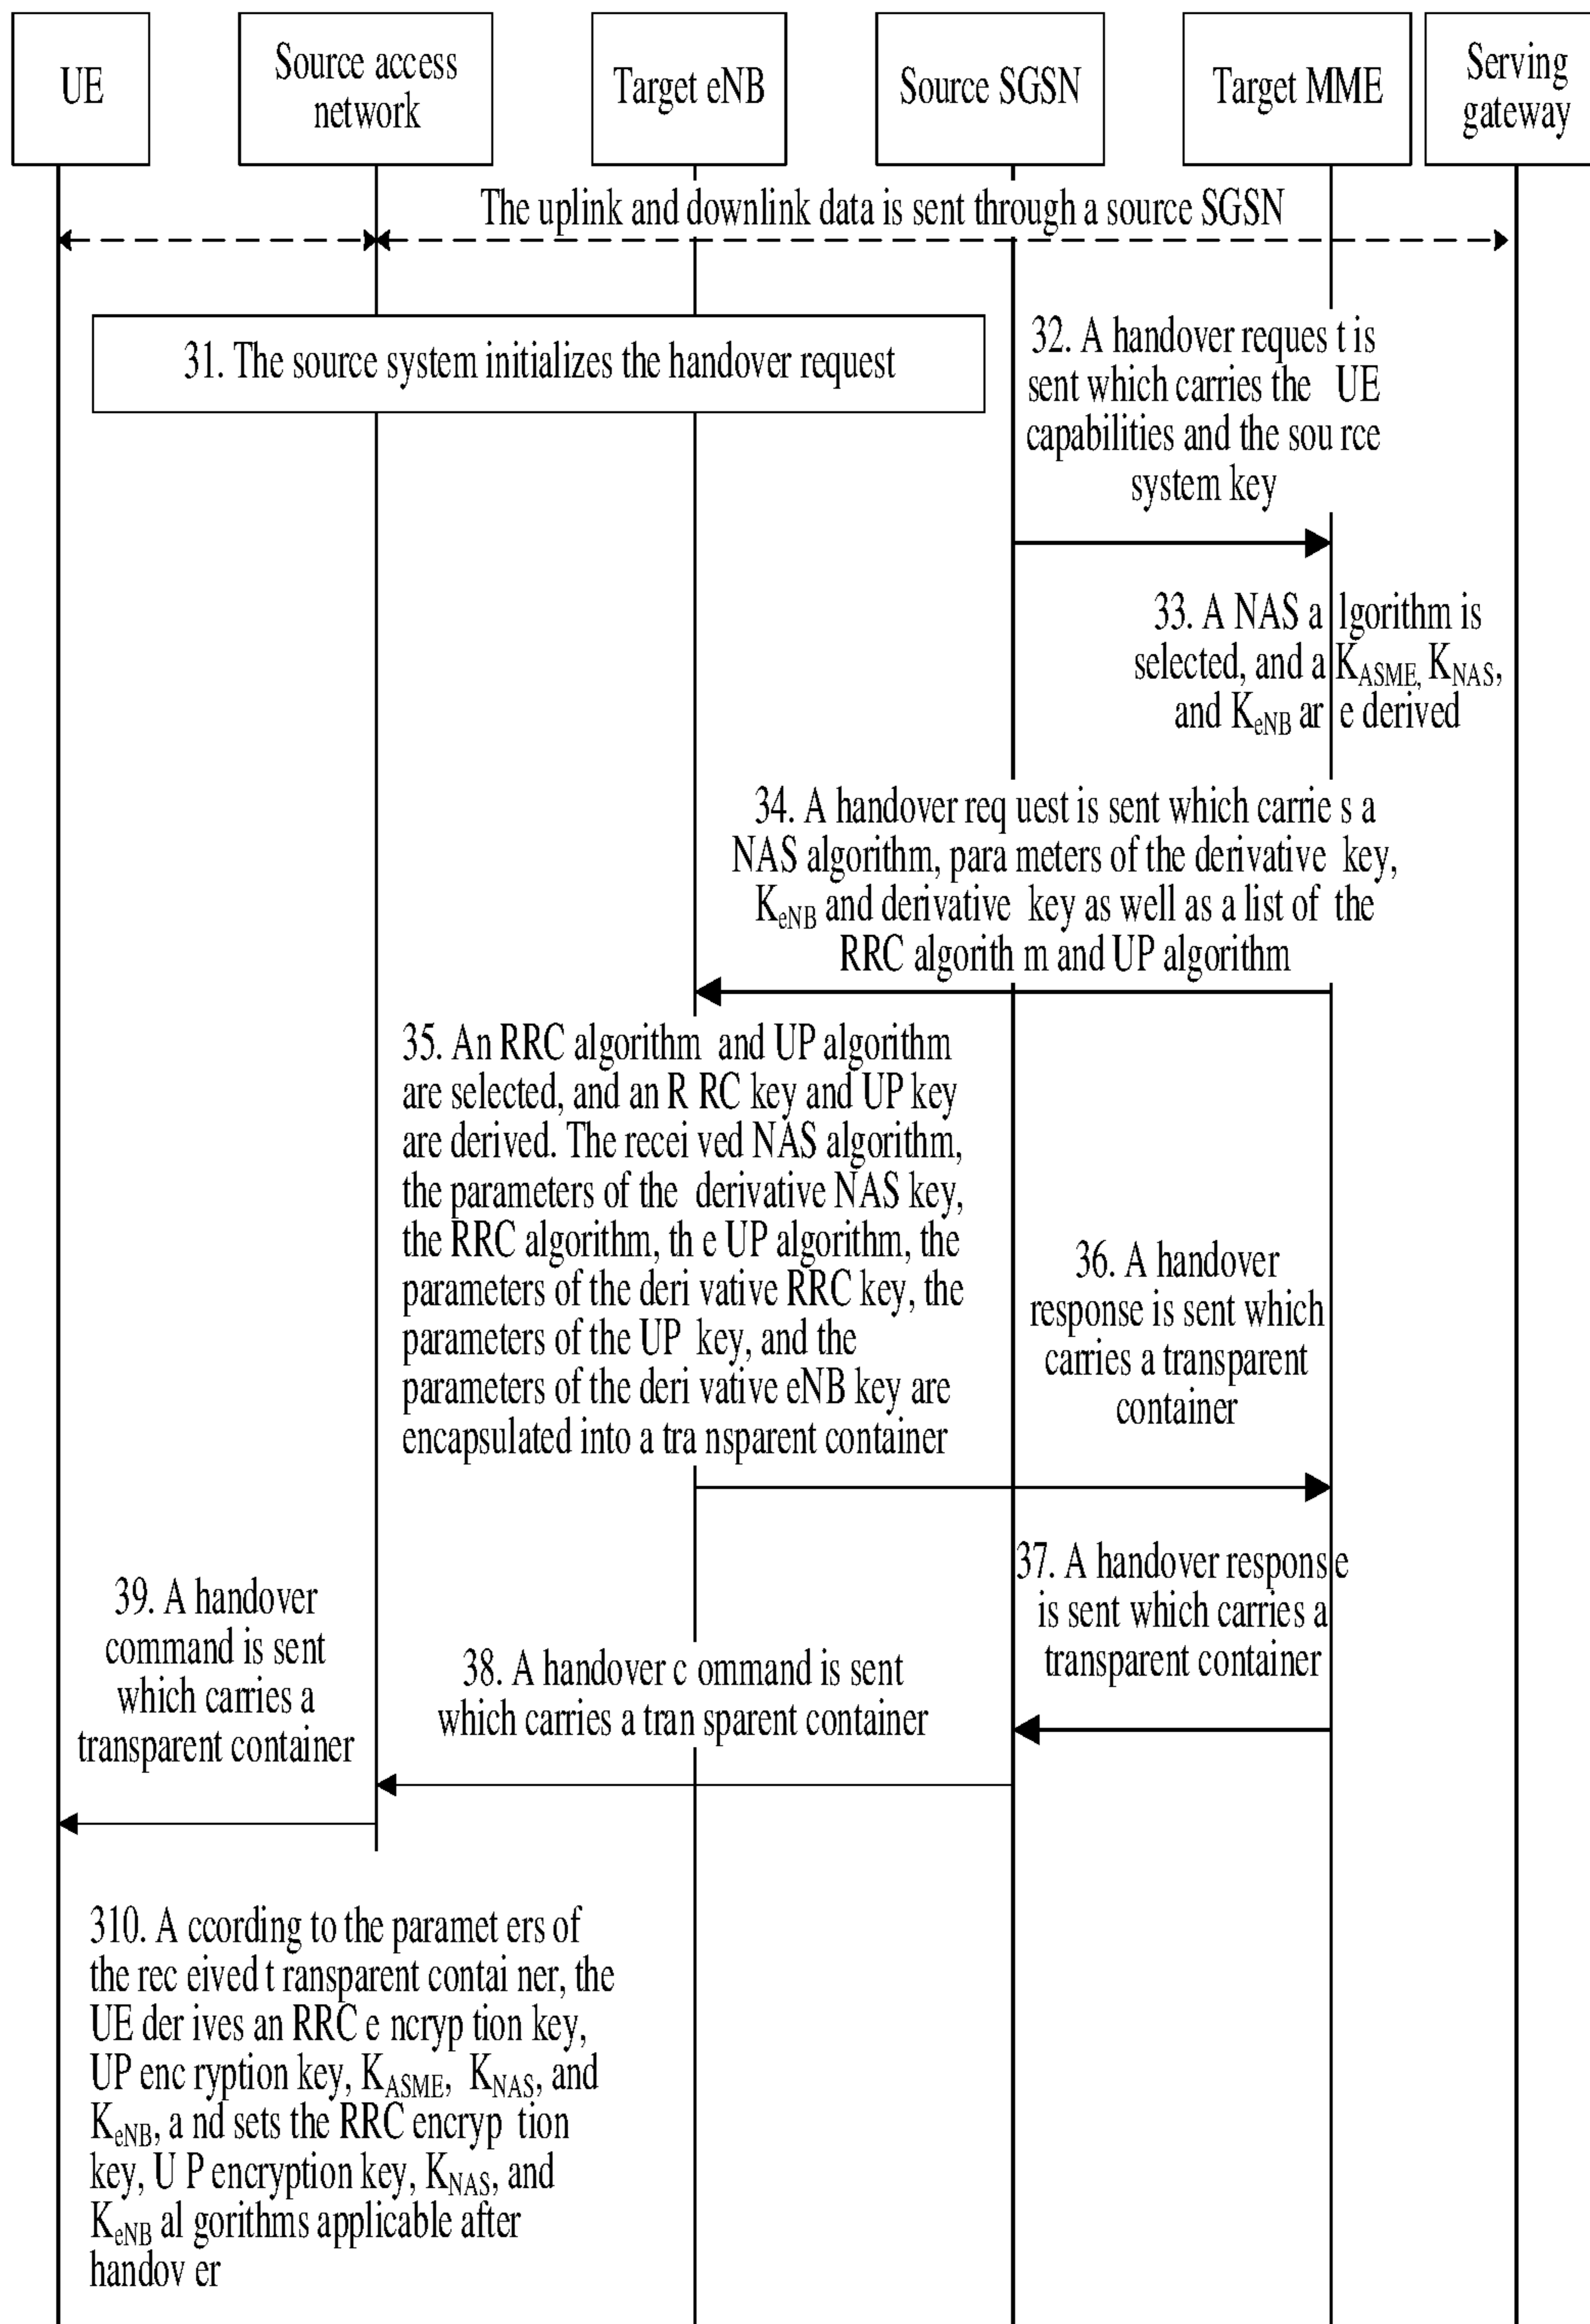 UE
Source access
network
Target eNB
Source SGSN
Target MME
Serving
gateway
The uplink and downlink data is sent through a source SGSN
31. The source system initializes the handover request
32. A handover reques t is
sent which carries the UE
capabilities and the sou rce
system key
33. A NAS a lgorithm is
selected, and a KASME, KNAS,
and KeNB ar e derived
34. A handover req uest is sent which carrie s a
NAS algorithm, para meters of the derivative key,
KeNB and derivative key as well as a list of the
RRC algorith m and UP algorithm
35. An RRC algorithm and UP algorithm
are selected, and an R RC key and UP key
are derived. The recei ved NAS algorithm,
the parameters of the derivative NAS key,
the RRC algorithm, th e UP algorithm, the
parameters of the deri vative RRC key, the
parameters of the UP key, and the
parameters of the deri vative eNB key are
encapsulated into a tra nsparent container
36. A handover
response is sent which
carries a transparent
container
37. A handover respons e
is sent which carries a
transparent container
38. A handover c ommand is sent
which carries a tran sparent container
39. A handover
command is sent
which carries a
transparent container
310. A ccording to the paramet ers of
the rec eived t ransparent contai ner, the
UE der ives an RRC e ncryp tion key,
UP enc ryption key, KASME, KNAS, and
KeNB, a nd sets the RRC encryp tion
key, U P encryption key, KNAS, and
KeNB al gorithms applicable after
handov er